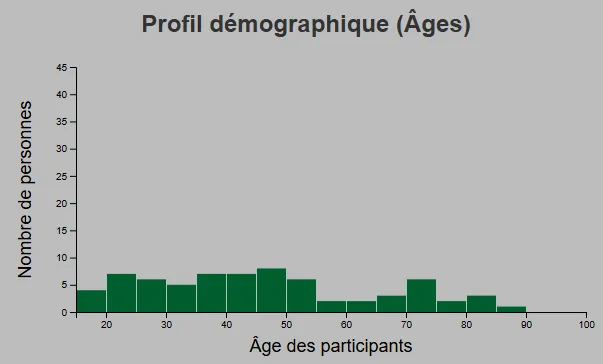 Profil démographique (Âges)
45
40
35
30
25
20
15
10
5
0
Nombre de personnes
20 30 40 50 60 70 80 90 100
Âge des participants